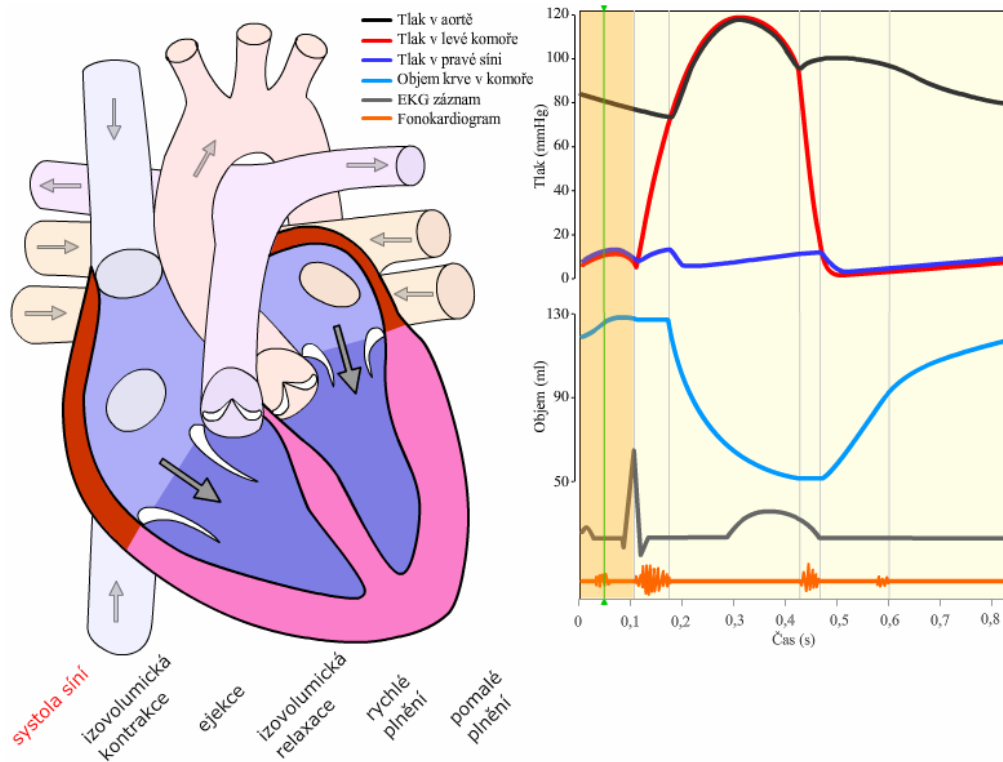 Tlak v aortě
Tlak v levé komoře
Tlak v pravé síni
Objem krve v komoře
EKG záznam
Fonokardiogram
systola síní
izovolumická
kontrakce
ejekce
izovolumická
relaxace
rychlé
plnění
pomalé
plnění
Tlak (mmHg)
120
100
80
60
40
20
0
Objem (ml)
130
90
50
0
0,1
0,2
0,3
0,4
0,5
0,6
0,7
0,8
Čas (s)